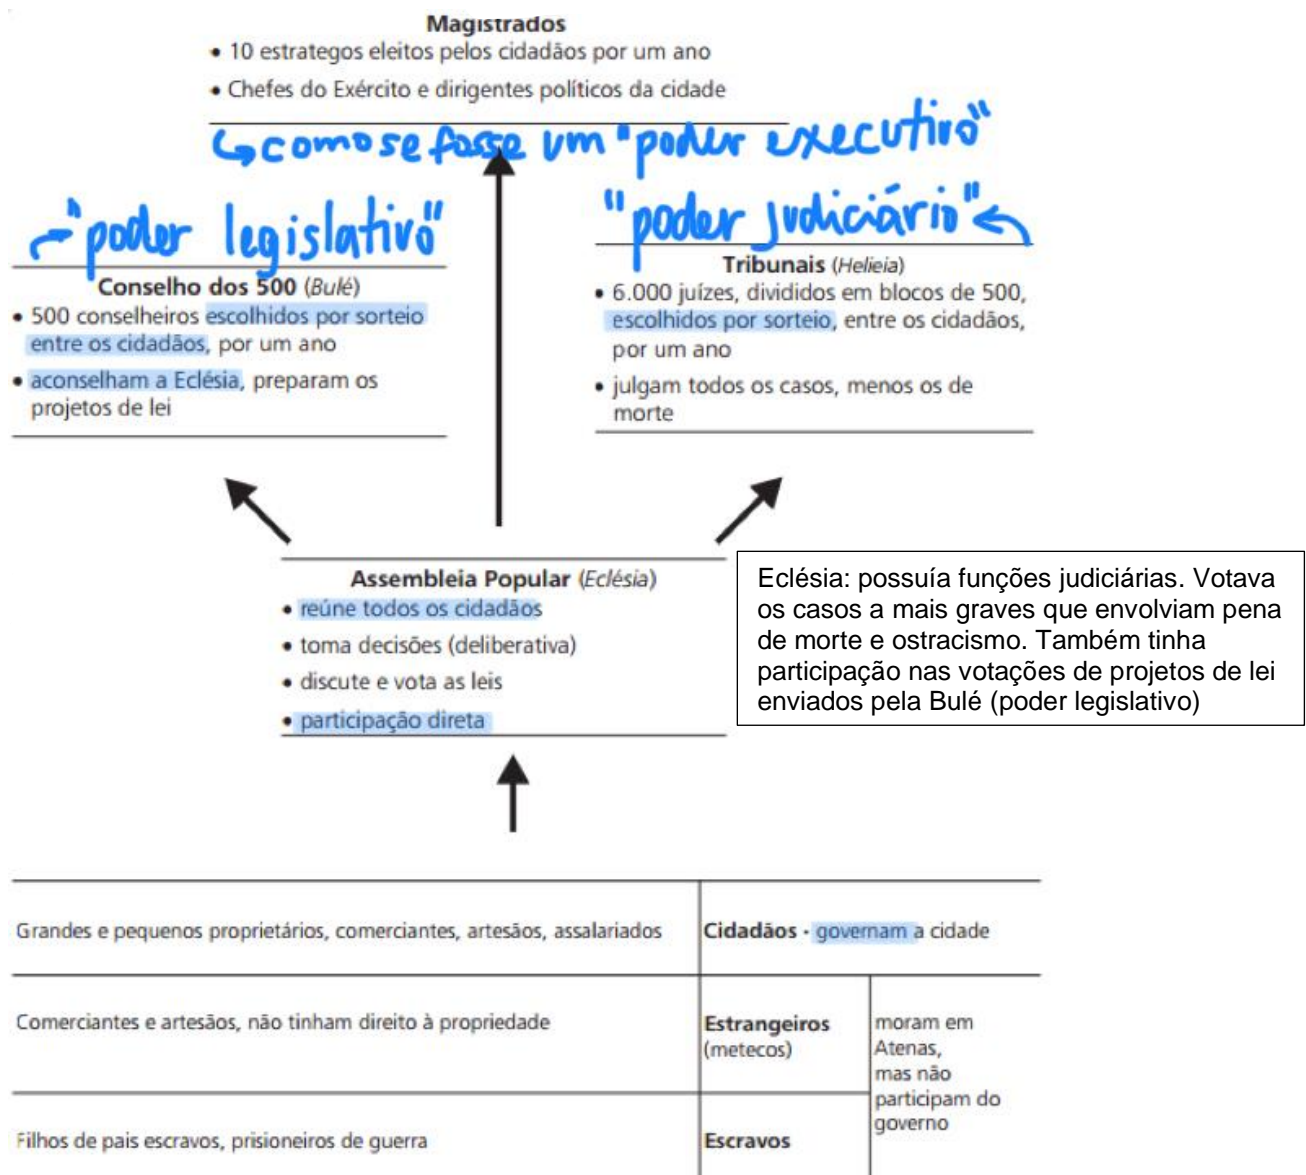 Magistrados
• 10 estrategos eleitos pelos cidadãos por um ano
• Chefes do Exército e dirigentes políticos da cidade
como se fosse um "poder executivo"
"poder legislativo"
"poder judiciário"
Conselho dos 500 (Bulé)
• 500 conselheiros escolhidos por sorteio
entre os cidadãos, por um ano
• aconselham a Eclésia, preparam os
projetos de lei
Tribunais (Helieia)
• 6.000 juízes, divididos em blocos de 500,
escolhidos por sorteio, entre os cidadãos,
por um ano
• julgam todos os casos, menos os de
morte
Assembleia Popular (Eclésia)
• reúne todos os cidadãos
• toma decisões (deliberativa)
• discute e vota as leis
• participação direta
Eclésia: possuía funções judiciárias. Votava
os casos a mais graves que envolviam pena
de morte e ostracismo. Também tinha
participação nas votações de projetos de lei
enviados pela Bulé (poder legislativo)
Grandes e pequenos proprietários, comerciantes, artesãos, assalariados
Cidadãos - governam a cidade
Comerciantes e artesãos, não tinham direito à propriedade
Estrangeiros
(metecos)
moram em
Atenas,
mas não
participam do
governo
Filhos de pais escravos, prisioneiros de guerra
Escravos